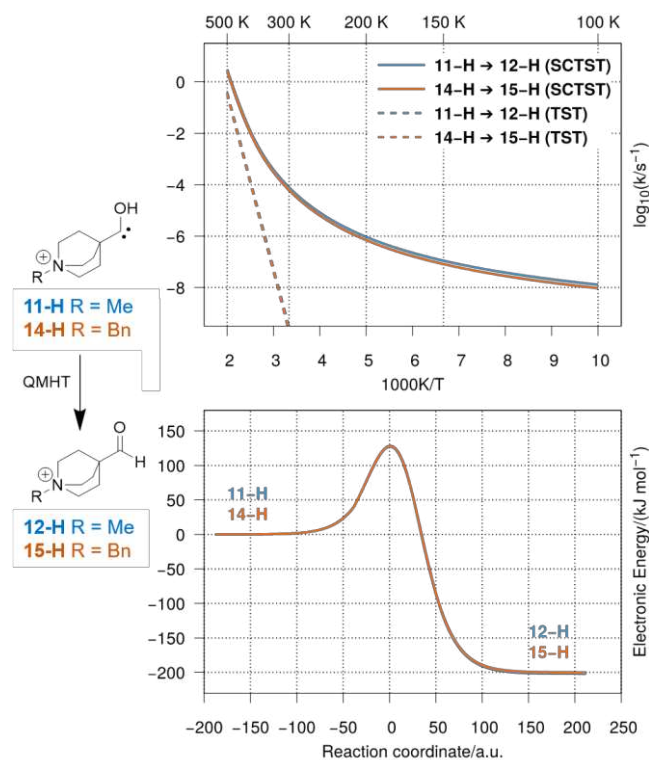 500 K 300 K 200 K 150 K 100 K
11−H → 12−H (SCTST)
14−H → 15−H (SCTST)
11−H → 12−H (TST)
14−H → 15−H (TST)
0
−2
−4
−6
−8
log10(k/s−1)
2 3 4 5 6 7 8 9 10
1000K/T
OH
⊕
N
R
11-H R = Me
14-H R = Bn
QMHT
O
H
⊕
N
R
12-H R = Me
15-H R = Bn
150
100
50
0
−50
−100
−150
−200
11−H
14−H
12−H
15−H
Electronic Energy/(kJ mol−1)
−200 −150 −100 −50 0 50 100 150 200 250
Reaction coordinate/a.u.